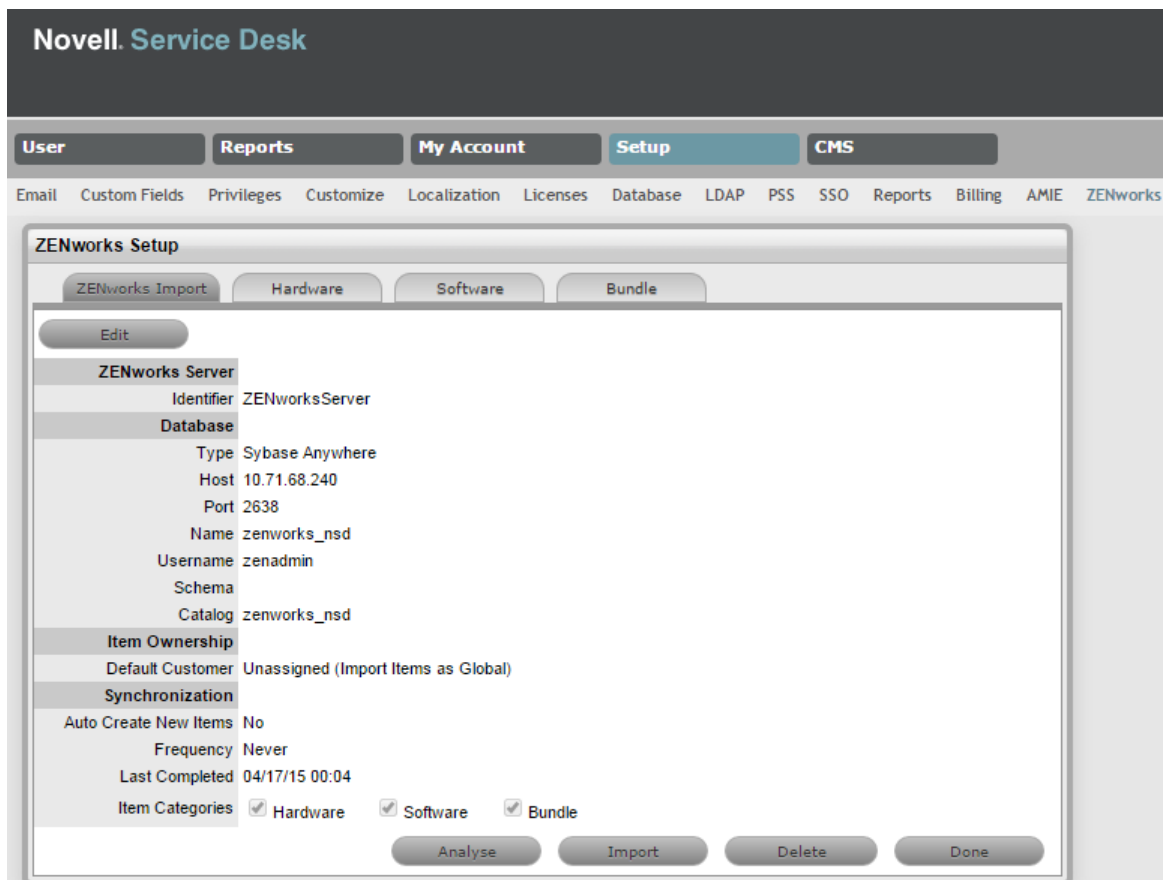 Novell. Service Desk
User Reports My Account Setup CMS
Email Custom Fields Privileges Customize Localization Licenses Database LDAP PSS SSO Reports Billing AMIE ZENworks
ZENworks Setup
ZENworks Import Hardware Software Bundle
Edit
ZENworks Server
Identifier ZENworksServer
Database
Type Sybase Anywhere
Host 10.71.68.240
Port 2638
Name zenworks_nsd
Username zenadmin
Schema
Catalog zenworks_nsd
Item Ownership
Default Customer Unassigned (Import Items as Global)
Synchronization
Auto Create New Items No
Frequency Never
Last Completed 04/17/15 00:04
Item Categories Hardware Software Bundle
Analyse Import Delete Done